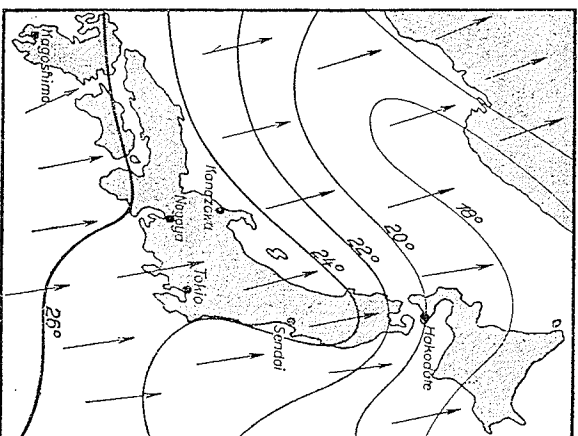 Kagoshima
Kanazawa
Nagoya
Tokio
Sendai
Hakodate
18°
20°
22°
24°
26°